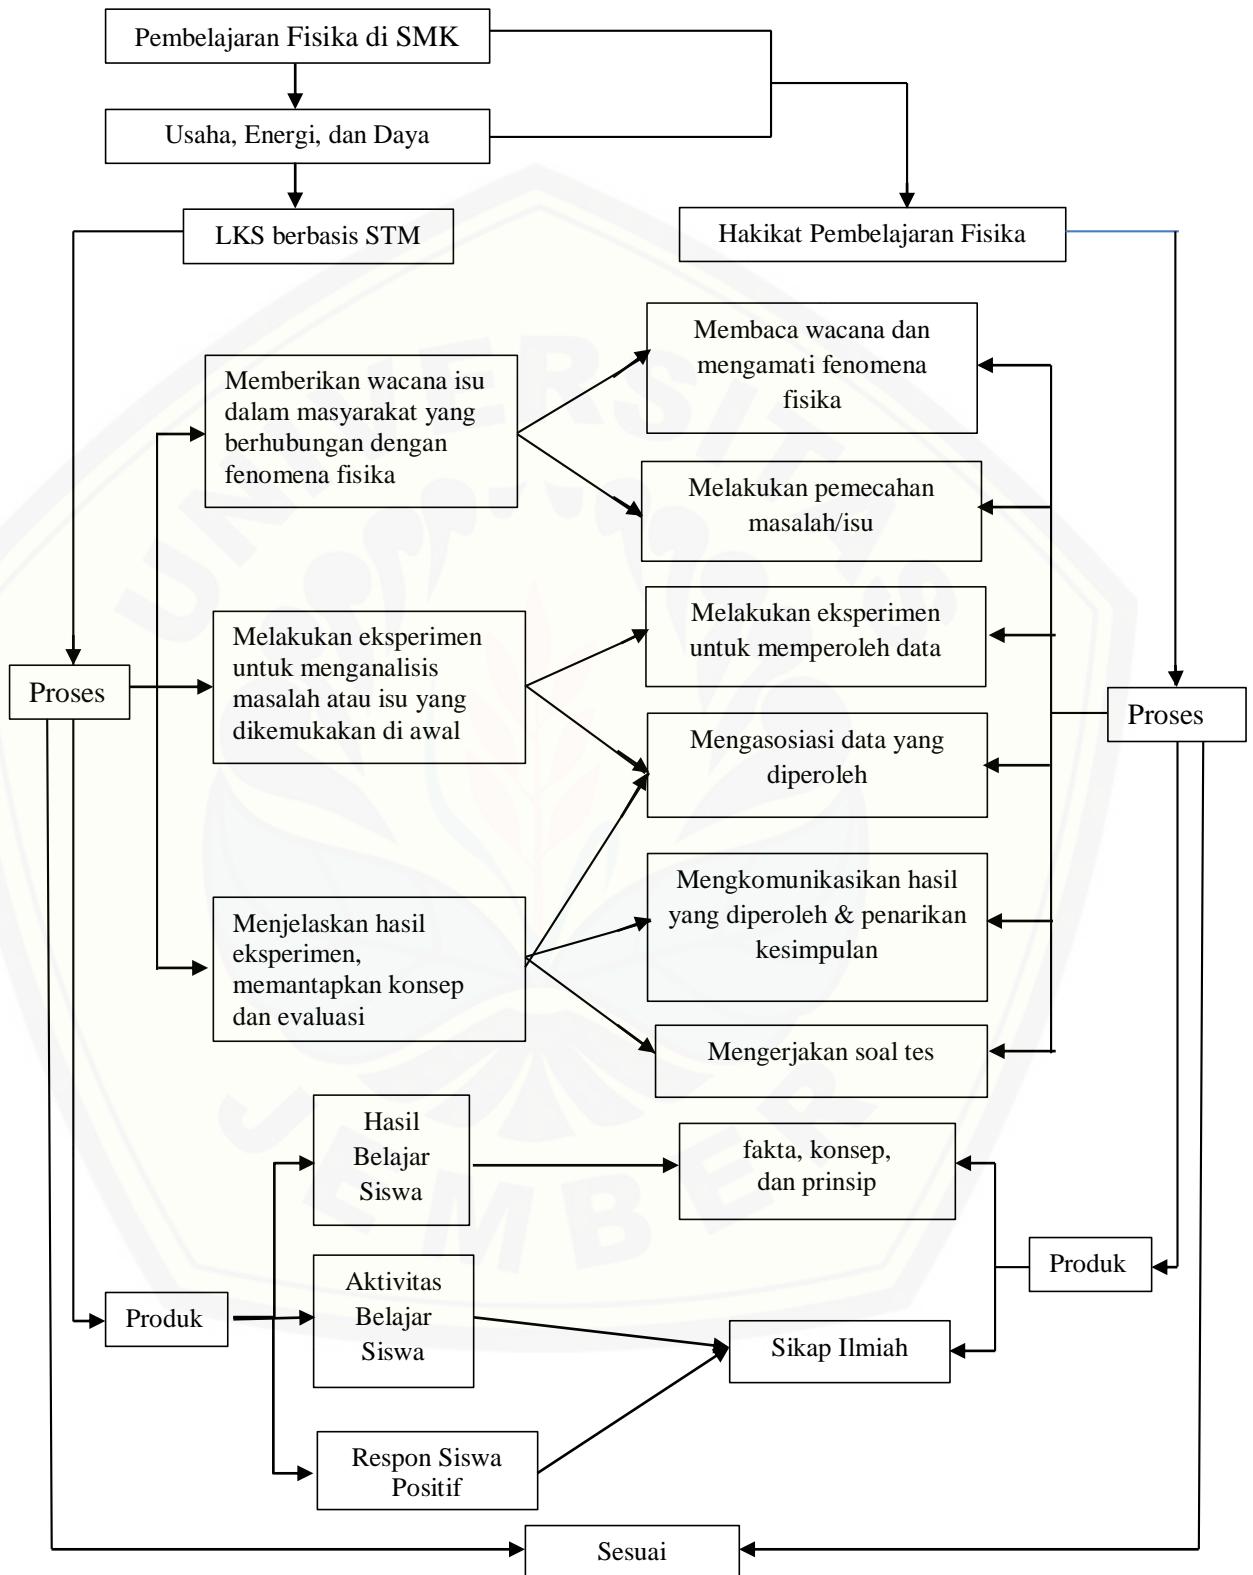 Pembelajaran Fisika di SMK
Usaha, Energi, dan Daya
LKS berbasis STM
Hakikat Pembelajaran Fisika
Memberikan wacana isu
dalam masyarakat yang
berhubungan dengan
fenomena fisika
Membaca wacana dan
mengamati fenomena
fisika
Melakukan pemecahan
masalah/isu
Proses
Melakukan eksperimen
untuk menganalisis
masalah atau isu yang
dikemukakan di awal
Melakukan eksperimen
untuk memperoleh data
Mengasosiasi data yang
diperoleh
Proses
Menjelaskan hasil
eksperimen,
memantapkan konsep
dan evaluasi
Mengkomunikasikan hasil
yang diperoleh & penarikan
kesimpulan
Mengerjakan soal tes
Hasil
Belajar
Siswa
fakta, konsep,
dan prinsip
Produk
Aktivitas
Belajar
Siswa
Sikap Ilmiah
Produk
Respon Siswa
Positif
Sesuai
UNIVERSITAS
JEMBER